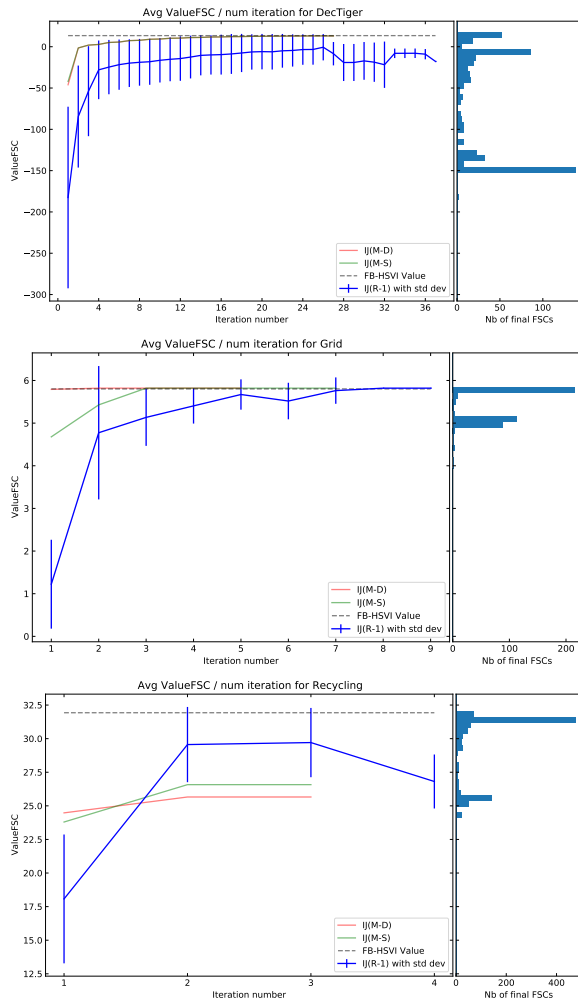 Avg ValueFSC / num iteration for DecTiger
0
−50
−100
−150
−200
−250
−300
ValueFSC
0 4 8 12 16 20 24 28 32 36
Iteration number
IJ(M-D)
IJ(M-S)
FB-HSVI Value
IJ(R-1) with std dev
0 50 100
Nb of final FSCs
Avg ValueFSC / num iteration for Grid
6
5
4
3
2
1
0
ValueFSC
1 2 3 4 5 6 7 8 9
Iteration number
IJ(M-D)
IJ(M-S)
FB-HSVI Value
IJ(R-1) with std dev
0 100 200
Nb of final FSCs
Avg ValueFSC / num iteration for Recycling
32.5
30.0
27.5
25.0
22.5
20.0
17.5
15.0
12.5
ValueFSC
1 2 3 4
Iteration number
IJ(M-D)
IJ(M-S)
FB-HSVI Value
IJ(R-1) with std dev
0 200 400
Nb of final FSCs